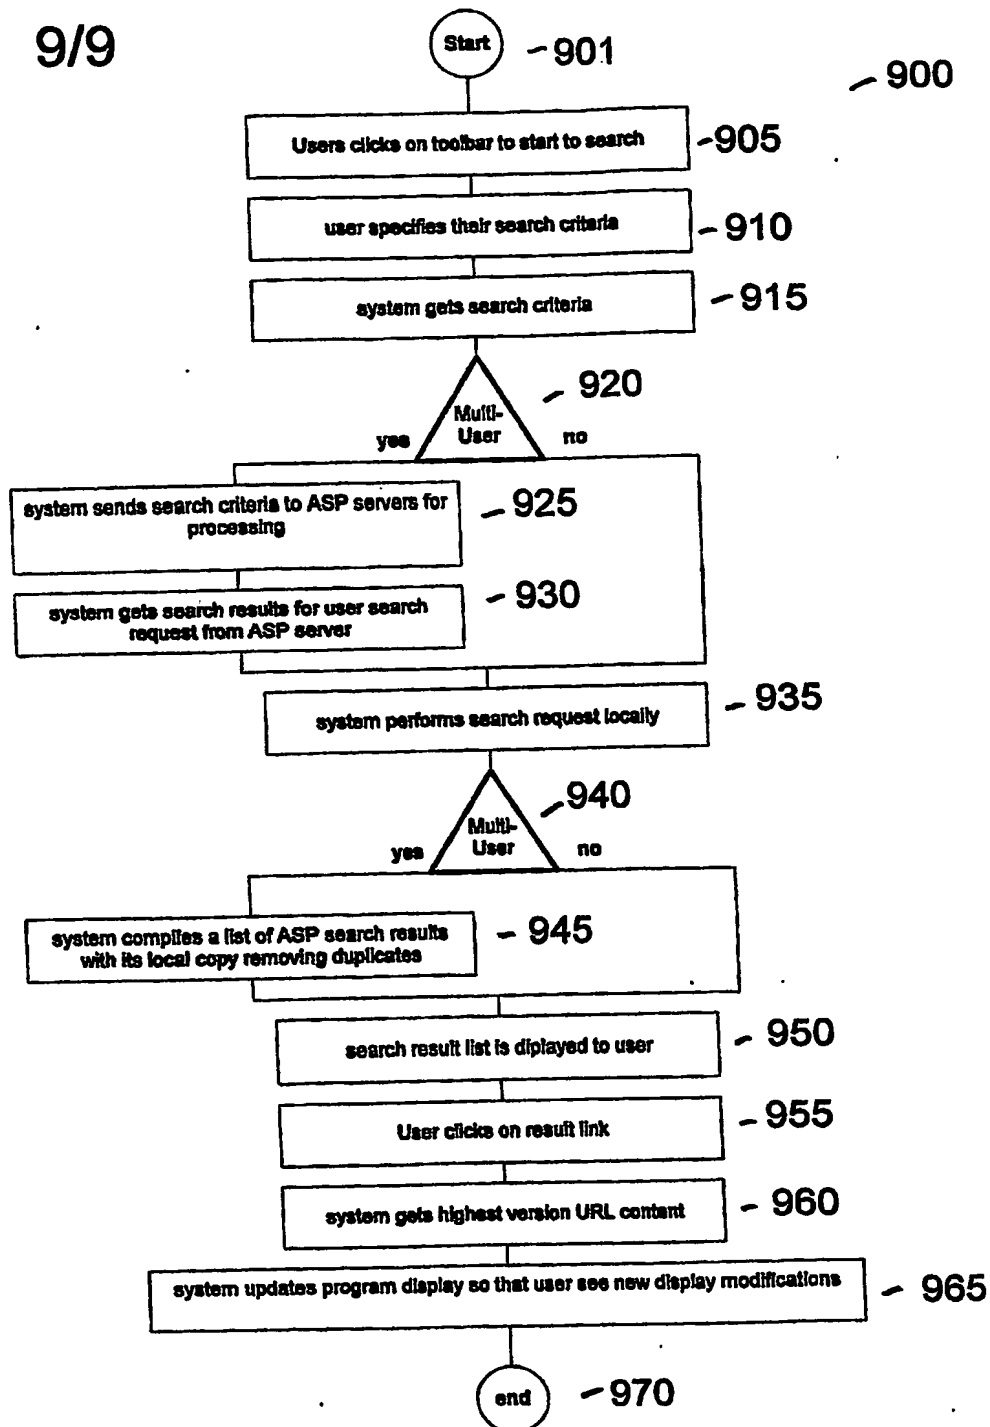 9/9
Start
901
900
Users clicks on toolbar to start to search
905
user specifies their search criteria
910
system gets search criteria
915
Multi-
User
920
yes
no
system sends search criteria to ASP servers for
processing
925
system gets search results for user search
request from ASP server
930
system performs search request locally
935
Multi-
User
940
yes
no
system compiles a list of ASP search results
with its local copy removing duplicates
945
search result list is diplayed to user
950
User clicks on result link
955
system gets highest version URL content
960
system updates program display so that user see new display modifications
965
end
970